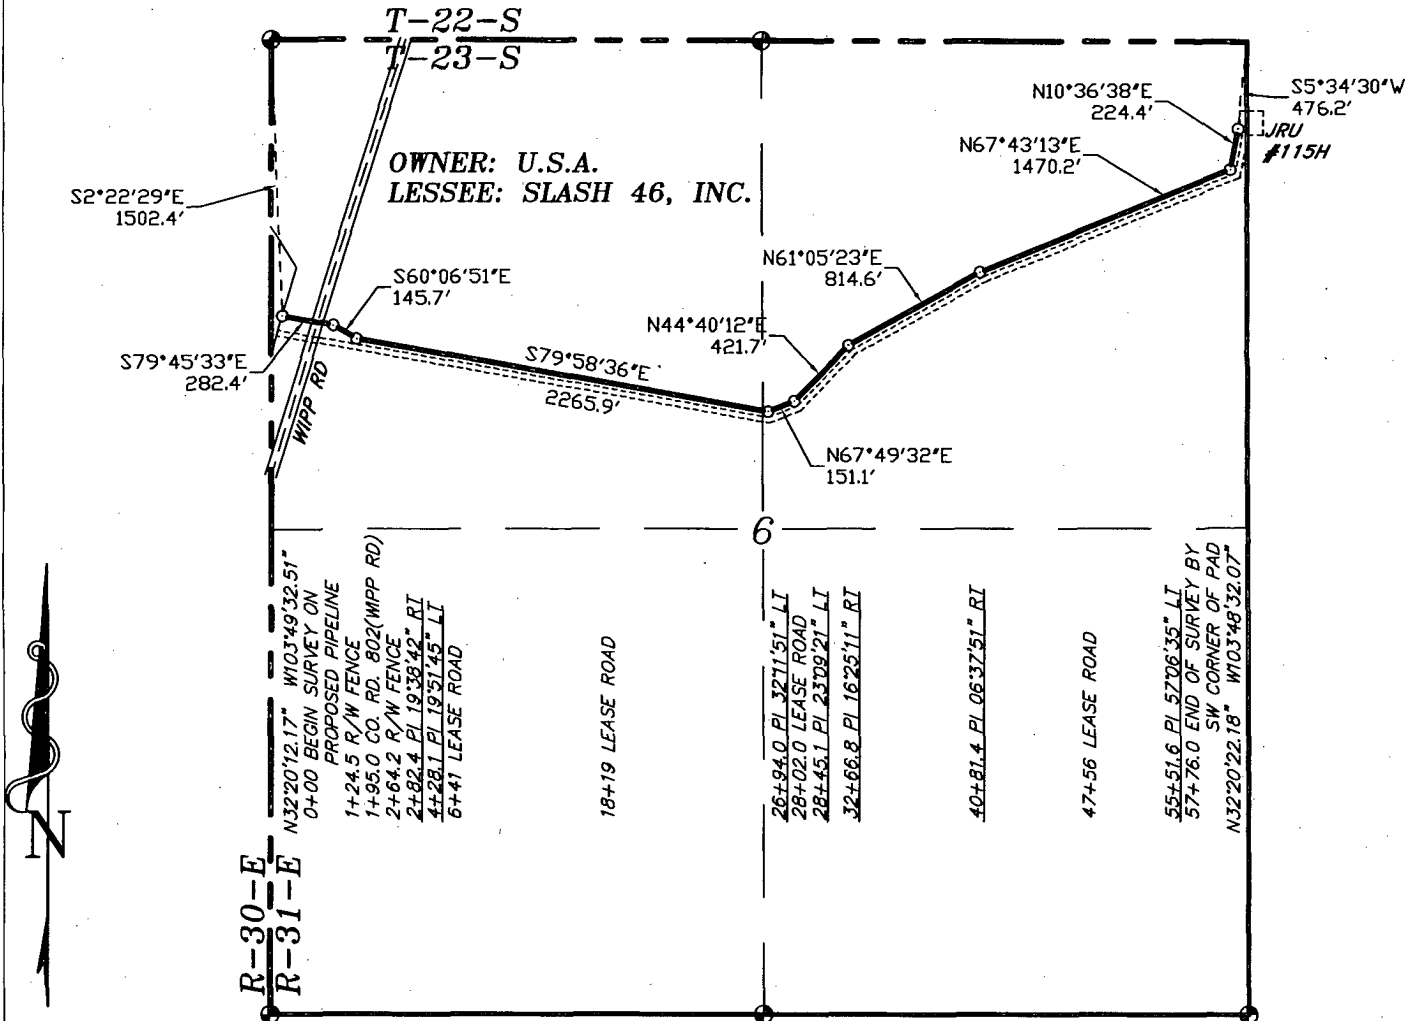 T-22-S
T-23-S
N10°36'38"E
224.4'
S5°34'30"W
476.2'
JRU
#115H
N67°43'13"E
1470.2'
OWNER: U.S.A.
LESSEE: SLASH 46, INC.
S2°22'29"E
1502.4'
N61°05'23"E
814.6'
S60°06'51"E
145.7'
N44°40'12"E
421.7'
S79°45'33"E
282.4'
S79°58'36"E
2265.9'
WIPP RD
N67°49'32"E
151.1'
6
N32°20'12.17" W103°49'32.51"
0+00 BEGIN SURVEY ON
PROPOSED PIPELINE
1+24.5 R/W FENCE
1+95.0 CO. RD. 802(WIPP RD)
2+64.2 R/W FENCE
2+82.4 PI 19°38'42" RT
4+28.1 PI 19°51'45" LT
6+41 LEASE ROAD
18+19 LEASE ROAD
26+94.0 PI 32°11'51" LT
28+02.0 LEASE ROAD
28+45.1 PI 23°09'21" LT
32+66.8 PI 16°25'11" RT
40+81.4 PI 06°37'51" RT
47+56 LEASE ROAD
55+51.6 PI 57°06'35" LT
57+76.0 END OF SURVEY BY
SW CORNER OF PAD
N32°20'22.18" W103°48'32.07"
R-30-E
R-31-E
N